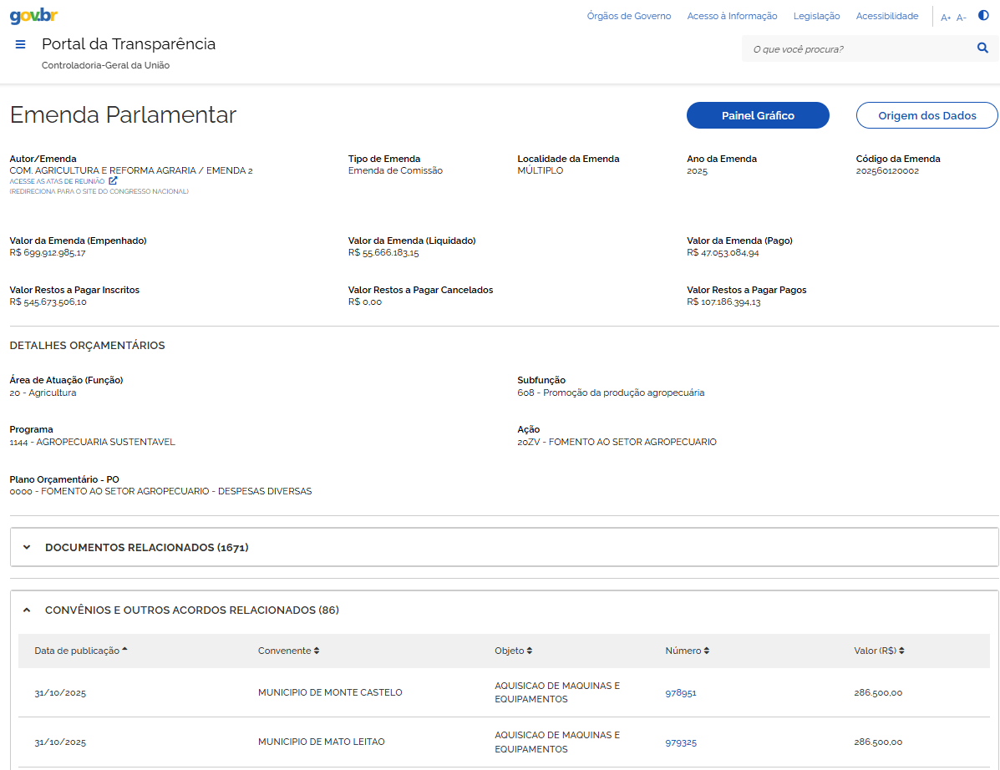 gov.br
Órgãos de Governo Acesso à Informação Legislação Acessibilidade A+ A-
Portal da Transparência
Controladoria-Geral da União
O que você procura?
Emenda Parlamentar
Painel Gráfico
Origem dos Dados
Autor/Emenda
COM. AGRICULTURA E REFORMA AGRARIA / EMENDA 2
ACESSE AS ATAS DE REUNIÃO
(REDIRECIONA PARA O SITE DO CONGRESSO NACIONAL)
Tipo de Emenda
Emenda de Comissão
Localidade da Emenda
MÚLTIPLO
Ano da Emenda
2025
Código da Emenda
202560120002
Valor da Emenda (Empenhado)
R$ 699.912.985,17
Valor da Emenda (Liquidado)
R$ 55.666.183,15
Valor da Emenda (Pago)
R$ 47.053.084,94
Valor Restos a Pagar Inscritos
R$ 545.673.506,10
Valor Restos a Pagar Cancelados
R$ 0,00
Valor Restos a Pagar Pagos
R$ 107.186.394,13
DETALHES ORÇAMENTÁRIOS
Área de Atuação (Função)
20 - Agricultura
Subfunção
608 - Promoção da produção agropecuária
Programa
1144 - AGROPECUARIA SUSTENTAVEL
Ação
20ZV - FOMENTO AO SETOR AGROPECUARIO
Plano Orçamentário - PO
0000 - FOMENTO AO SETOR AGROPECUARIO - DESPESAS DIVERSAS
DOCUMENTOS RELACIONADOS (1671)
CONVÊNIOS E OUTROS ACORDOS RELACIONADOS (86)
Data de publicação Convenente Objeto Número Valor (R$)
31/10/2025 MUNICIPIO DE MONTE CASTELO AQUISICAO DE MAQUINAS E
EQUIPAMENTOS 978951 286.500,00
31/10/2025 MUNICIPIO DE MATO LEITAO AQUISICAO DE MAQUINAS E
EQUIPAMENTOS 979325 286.500,00